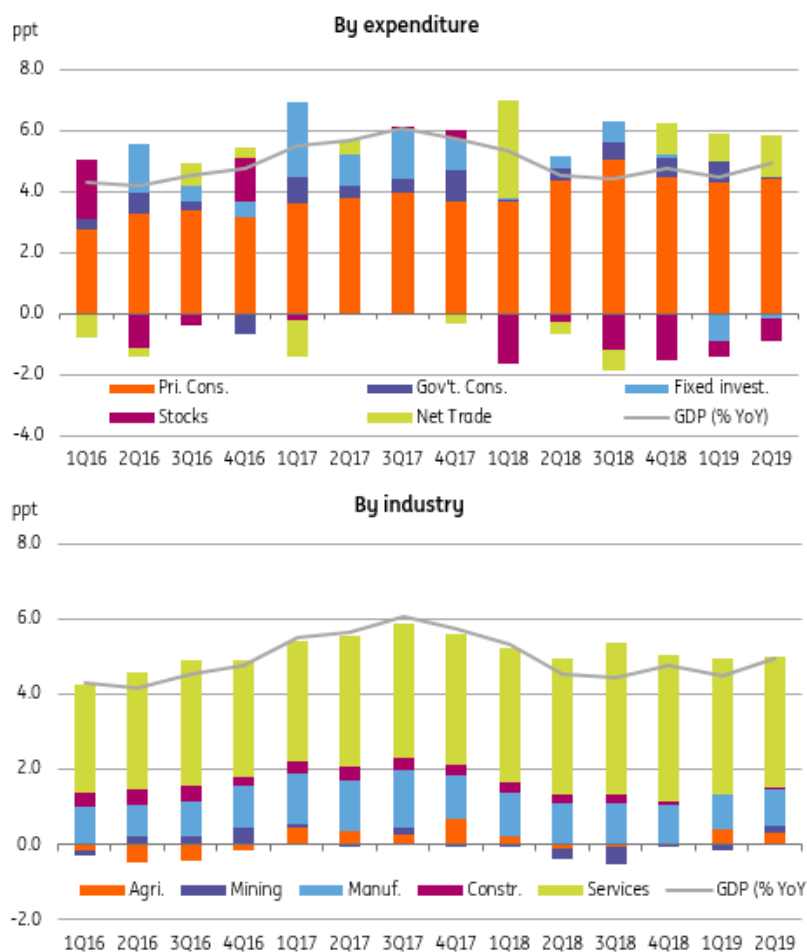 By expenditure
ppt
8.0
6.0
4.0
2.0
0.0
-2.0
Pri. Cons. Gov't. Cons. Fixed invest.
Stocks Net Trade GDP (% YoY)
-4.0
1Q16 2Q16 3Q16 4Q16 1Q17 2Q17 3Q17 4Q17 1Q18 2Q18 3Q18 4Q18 1Q19 2Q19
By industry
ppt
8.0
6.0
4.0
2.0
0.0
Agri. Mining Manuf. Constr. Services GDP (% YoY
-2.0
1Q16 2Q16 3Q16 4Q16 1Q17 2Q17 3Q17 4Q17 1Q18 2Q18 3Q18 4Q18 1Q19 2Q19